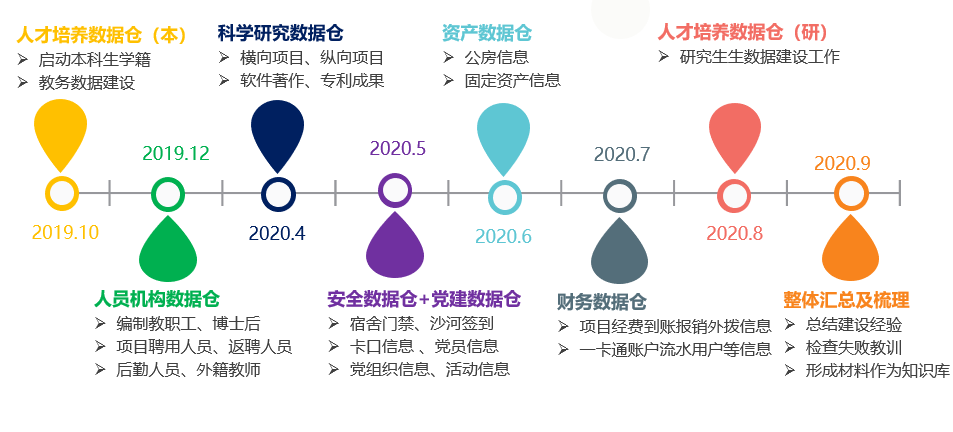 人才培养数据仓（本）
➢ 启动本科生学籍
➢ 教务数据建设
2019.10
2019.12
人员机构数据仓
➢ 编制教职工、博士后
➢ 项目聘用人员、返聘人员
➢ 后勤人员、外籍教师
科学研究数据仓
➢ 横向项目、纵向项目
➢ 软件著作、专利成果
2020.4
2020.5
安全数据仓+党建数据仓
➢ 宿舍门禁、沙河签到
➢ 卡口信息 、党员信息
➢ 党组织信息、活动信息
资产数据仓
➢ 公房信息
➢ 固定资产信息
2020.6
2020.7
财务数据仓
➢ 项目经费到账报销外拨信息
➢ 一卡通账户流水用户等信息
人才培养数据仓（研）
➢ 研究生生数据建设工作
2020.8
2020.9
整体汇总及梳理
➢ 总结建设经验
➢ 检查失败教训
➢ 形成材料作为知识库